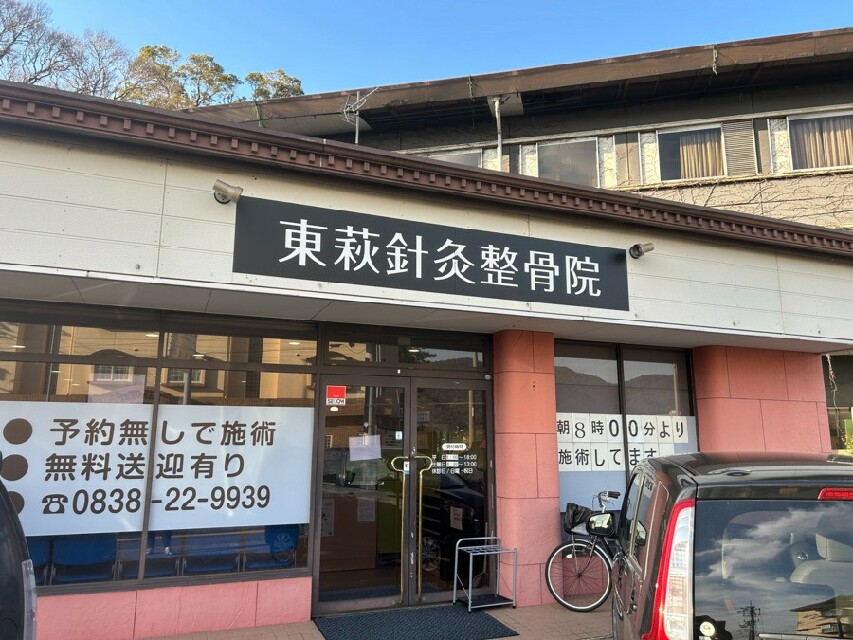 東萩針灸整骨院
● 予約無しで施術
● 無料送迎有り
● ☎0838-22-9939
SECOM
朝8時00分より
施術してます